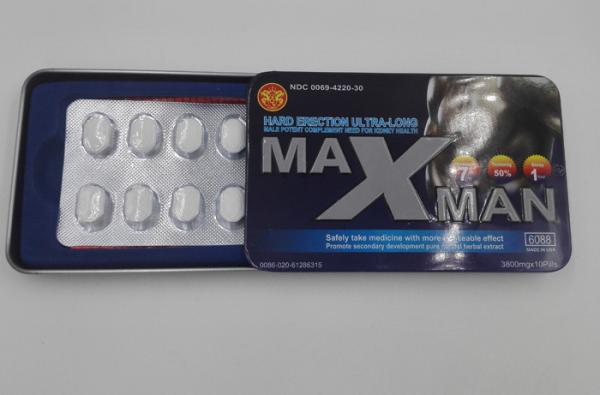 NDC 0069-4220-30
HARD ERECTION ULTRA-LONG
MALE POTENT COMPLEMENT NEED FOR KIDNEY HEALTH
MAXMAN
7
50%
1
Safely take medicine with more effect
Promote secondary development pure herbal extract
6088
MADE IN USA
0086-020-61286315
3800mgx10Pills